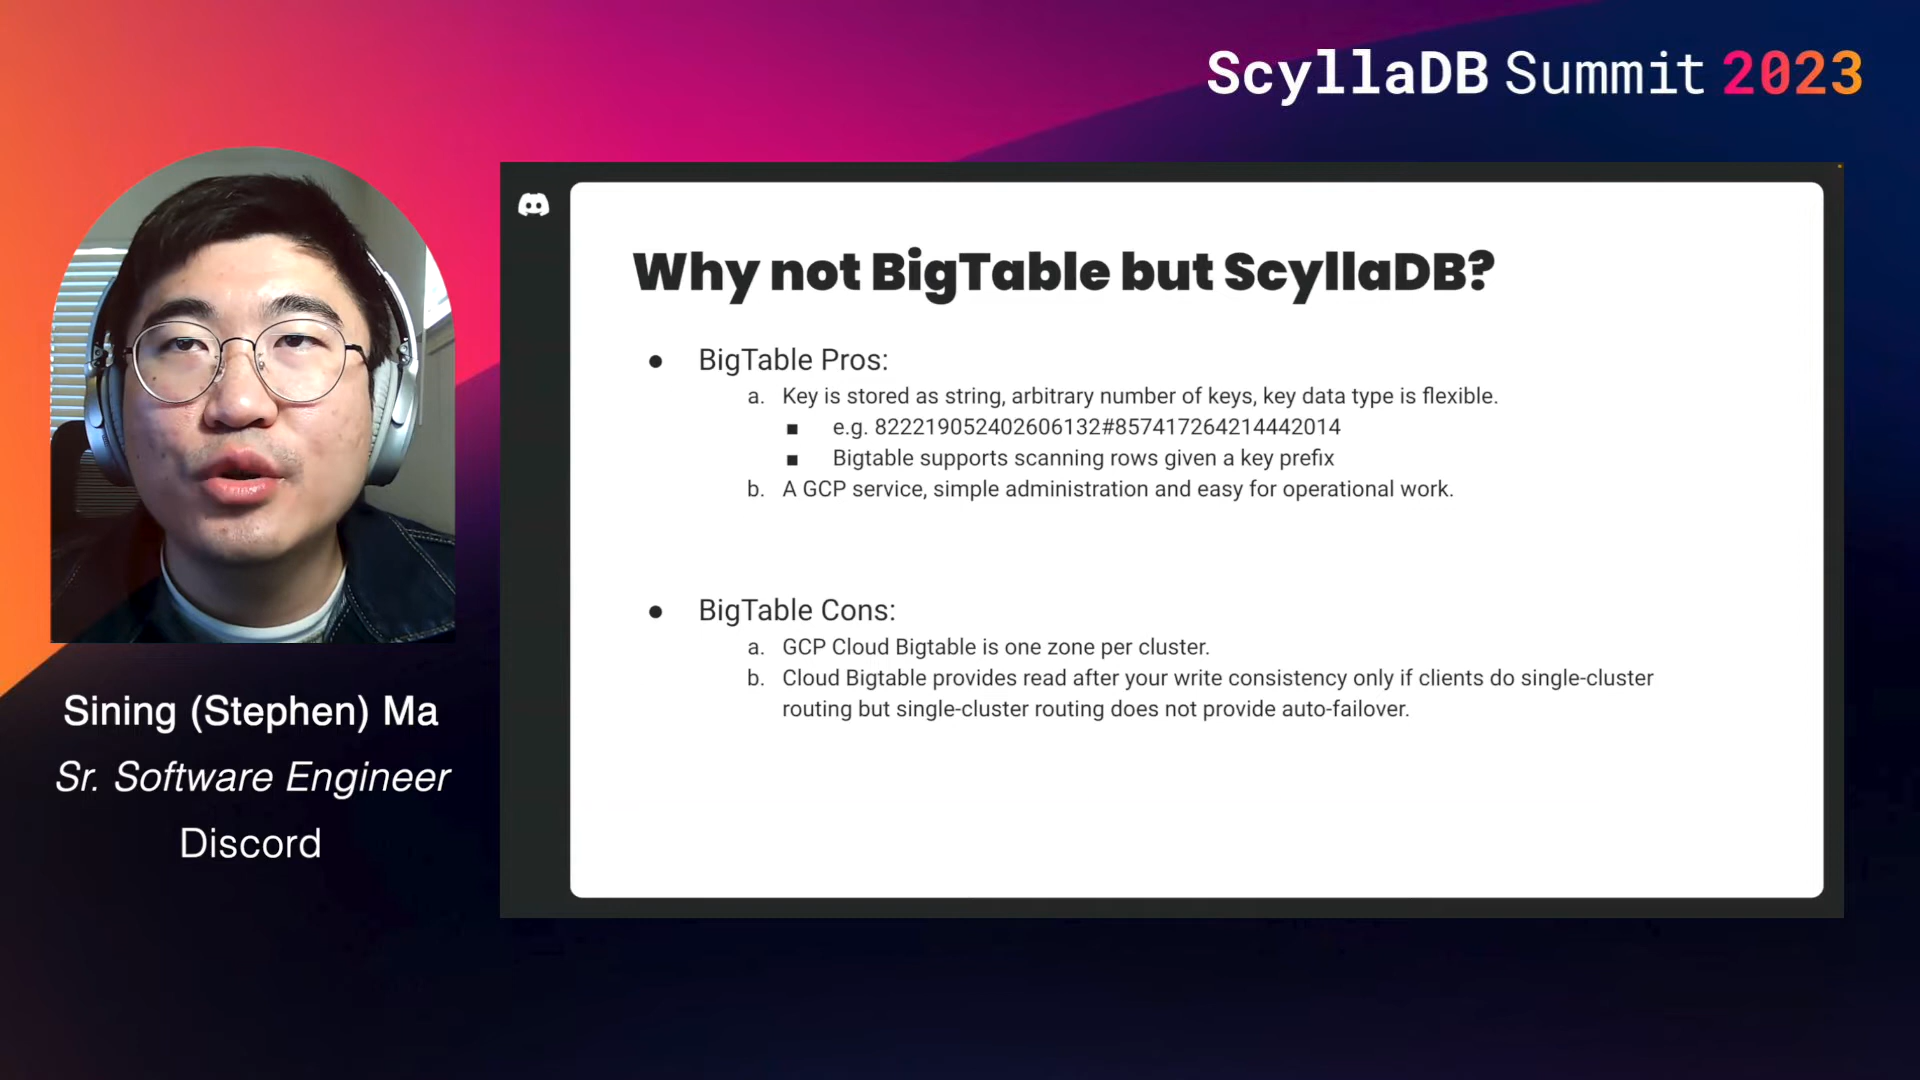 ScyllaDB Summit 2023
Why not BigTable but ScyllaDB?
● BigTable Pros:
a. Key is stored as string, arbitrary number of keys, key data type is flexible.
■ e.g. 822219052402606132#857417264214442014
■ Bigtable supports scanning rows given a key prefix
b. A GCP service, simple administration and easy for operational work.
● BigTable Cons:
a. GCP Cloud Bigtable is one zone per cluster.
b. Cloud Bigtable provides read after your write consistency only if clients do single-cluster
routing but single-cluster routing does not provide auto-failover.
Sining (Stephen) Ma
Sr. Software Engineer
Discord